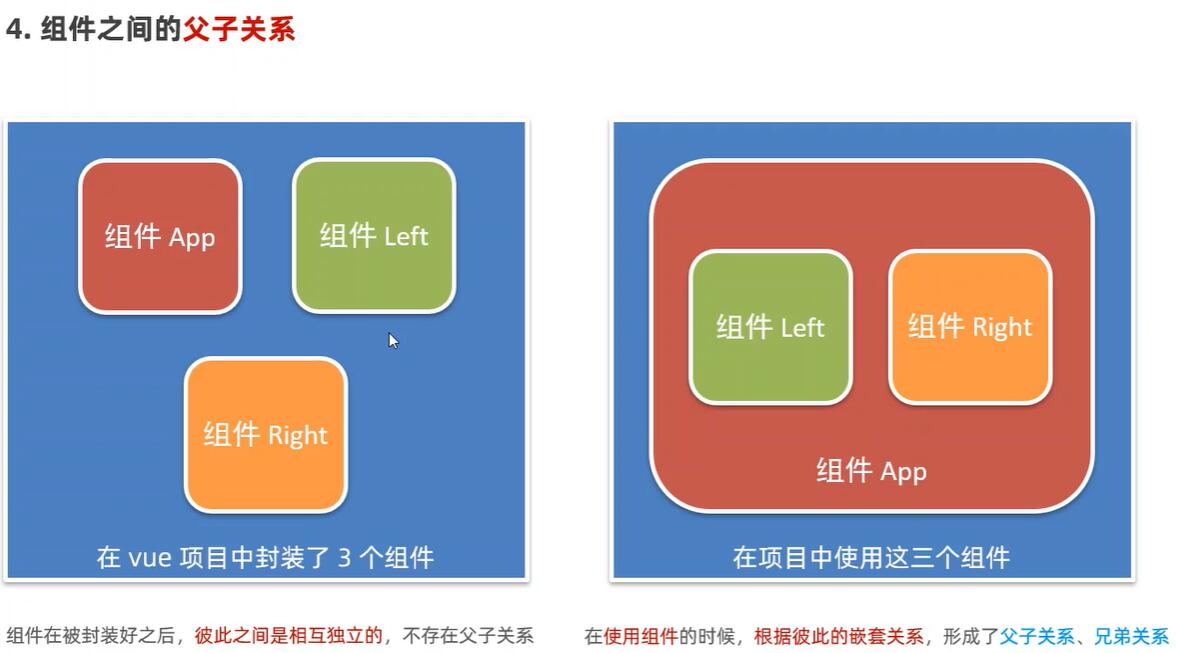 4. 组件之间的父子关系
组件 App
组件 Left
组件 Right
在 vue 项目中封装了 3 个组件
组件在被封装好之后，彼此之间是相互独立的，不存在父子关系
组件 Left
组件 Right
组件 App
在项目中使用这三个组件
在使用组件的时候，根据彼此的嵌套关系，形成了父子关系、兄弟关系